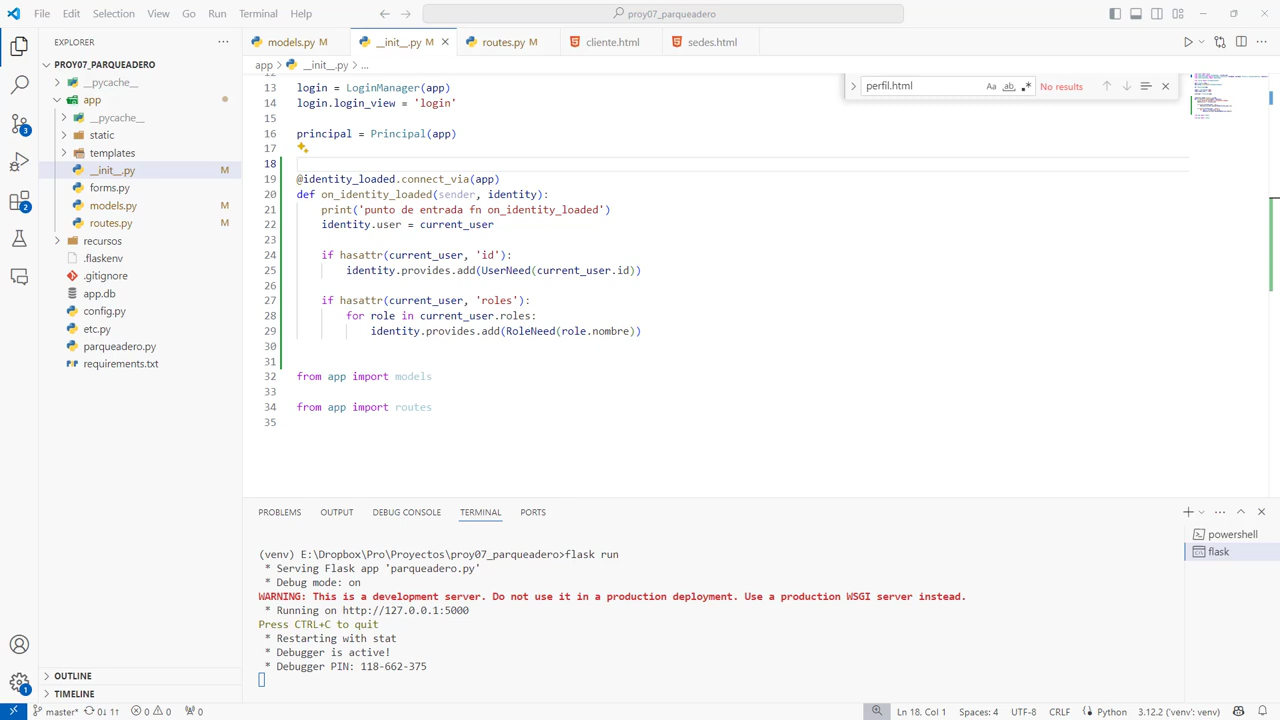 File Edit Selection View Go Run Terminal Help
proy07_parqueadero
EXPLORER
PROY07_PARQUEADERO
__pycache__
app
__pycache__
static
templates
__init__.py M
forms.py
models.py M
routes.py M
recursos
.flaskenv
.gitignore
app.db
config.py
etc.py
parqueadero.py
requirements.txt
OUTLINE
TIMELINE
models.py M
__init__.py M
routes.py M
cliente.html
sedes.html
app > __init__.py > ...
perfil.html
Aa ab No results
12
13 login = LoginManager(app)
14 login.login_view = 'login'
15
16 principal = Principal(app)
17
18
19 @identity_loaded.connect_via(app)
20 def on_identity_loaded(sender, identity):
21 print('punto de entrada fn on_identity_loaded')
22 identity.user = current_user
23
24 if hasattr(current_user, 'id'):
25 identity.provides.add(UserNeed(current_user.id))
26
27 if hasattr(current_user, 'roles'):
28 for role in current_user.roles:
29 identity.provides.add(RoleNeed(role.nombre))
30
31
32 from app import models
33
34 from app import routes
35
PROBLEMS OUTPUT DEBUG CONSOLE TERMINAL PORTS
(venv) E:\Dropbox\Pro\Proyectos\proy07_parqueadero>flask run
* Serving Flask app 'parqueadero.py'
* Debug mode: on
WARNING: This is a development server. Do not use it in a production deployment. Use a production WSGI server instead.
* Running on http://127.0.0.1:5000
Press CTRL+C to quit
* Restarting with stat
* Debugger is active!
* Debugger PIN: 118-662-375
powershell
flask
3
2
1
master* 0↓ 1↑ 0 0 0
Ln 18, Col 1 Spaces: 4 UTF-8 CRLF Python 3.12.2 ('venv': venv)